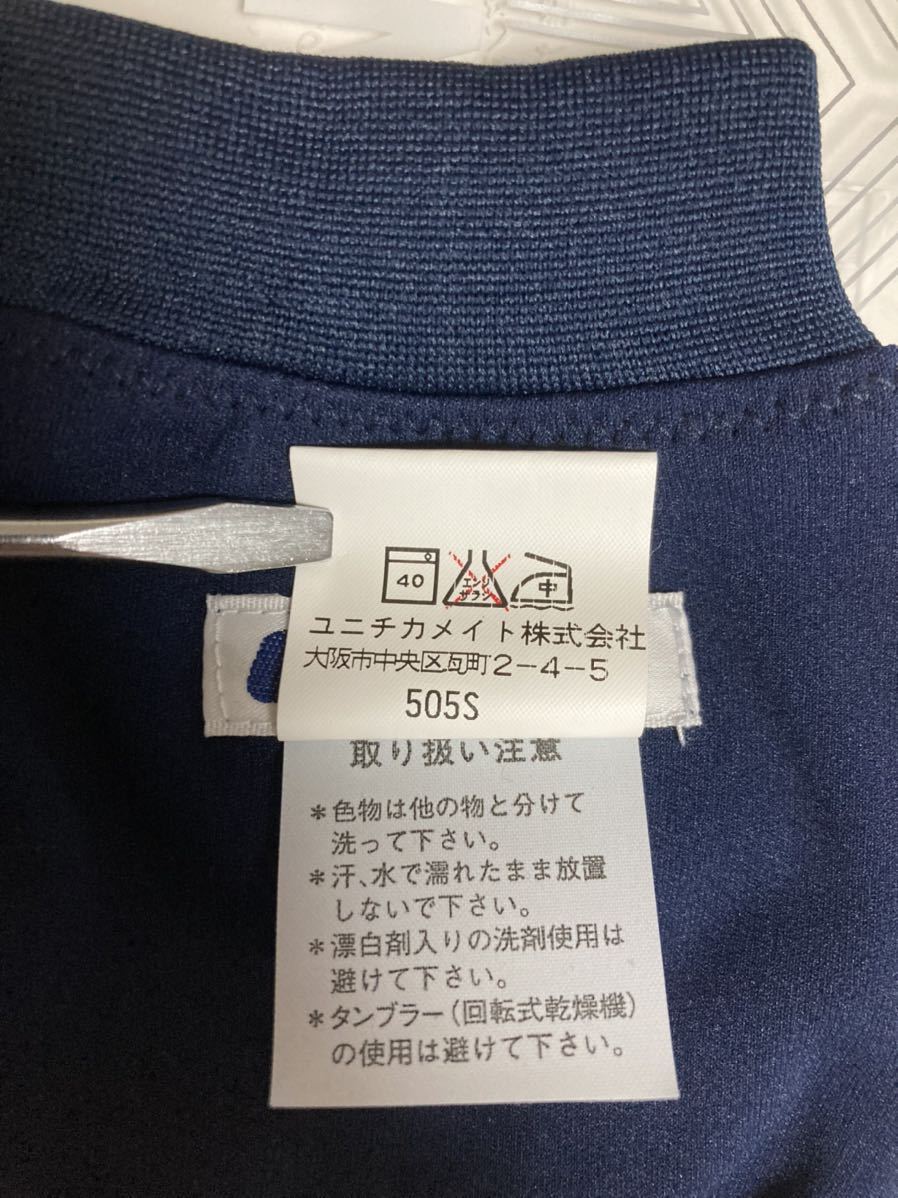 40
エンソ
サラシ
中
ユニチカメイト株式会社
大阪市中央区瓦町2-4-5
505S
取り扱い注意
*色物は他の物と分けて
洗って下さい。
*汗、水で濡れたまま放置
しないで下さい。
*漂白剤入りの洗剤使用は
避けて下さい。
*タンブラー(回転式乾燥機)
の使用は避けて下さい。